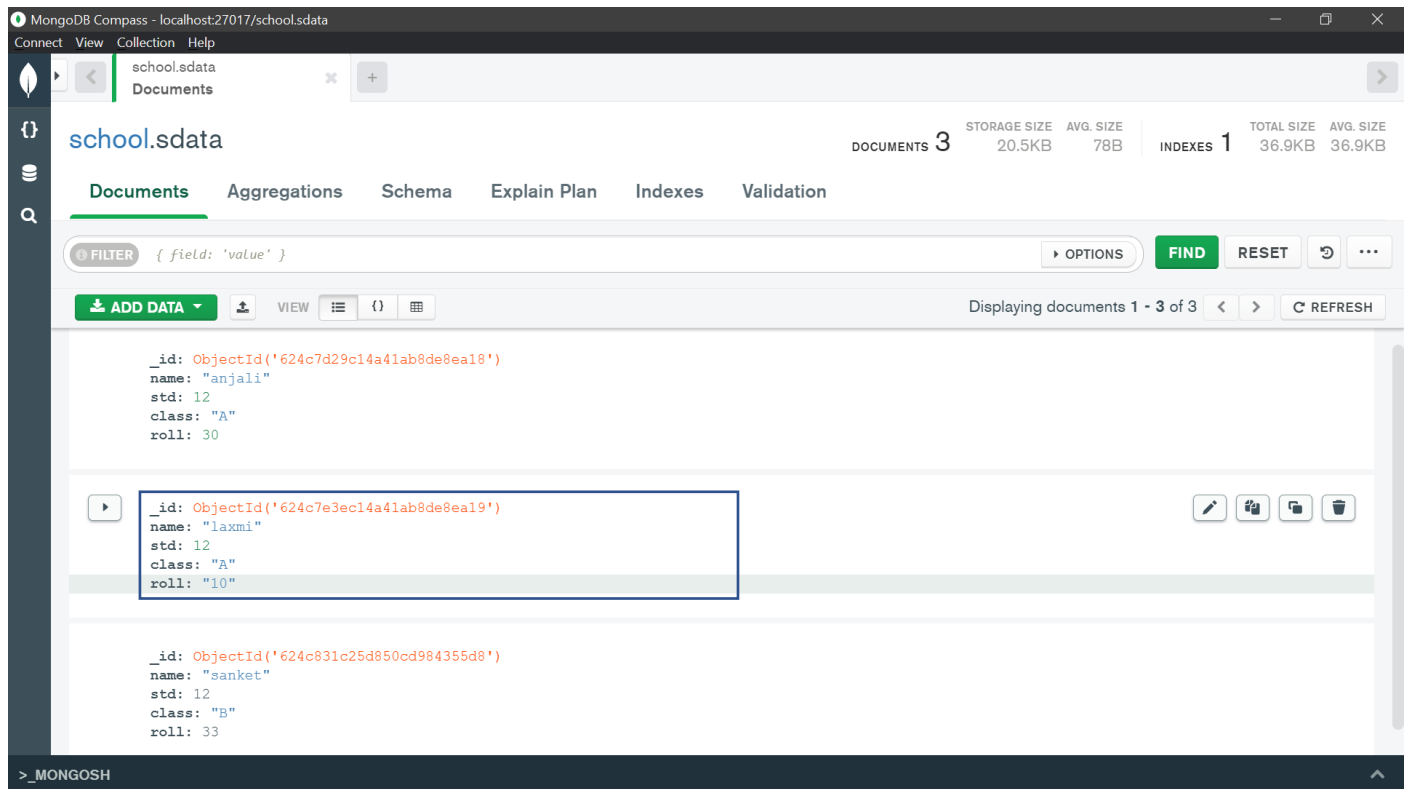 MongoDB Compass - localhost:27017/school.sdata
Connect View Collection Help
school.sdata
Documents
school.sdata
DOCUMENTS 3
STORAGE SIZE AVG. SIZE
20.5KB 78B
INDEXES 1
TOTAL SIZE AVG. SIZE
36.9KB 36.9KB
Documents Aggregations Schema Explain Plan Indexes Validation
FILTER { field: 'value' } OPTIONS FIND RESET
ADD DATA VIEW Displaying documents 1 - 3 of 3 REFRESH
_id: ObjectId('624c7d29c14a41ab8de8ea18')
name: "anjali"
std: 12
class: "A"
roll: 30
_id: ObjectId('624c7e3ec14a41ab8de8ea19')
name: "laxmi"
std: 12
class: "A"
roll: "10"
_id: ObjectId('624c831c25d850cd984355d8')
name: "sanket"
std: 12
class: "B"
roll: 33
>_MONGOSH